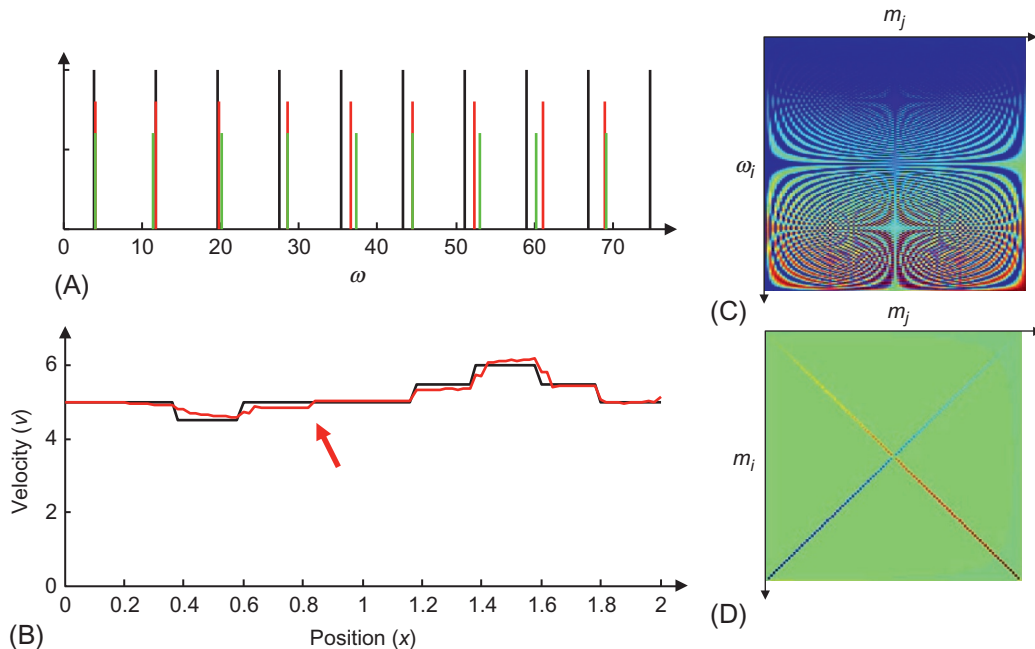 0 10 20 30 40 50 60 70
ω
(A)
6
4
2
0
Velocity (v)
0 0.2 0.4 0.6 0.8 1 1.2 1.4 1.6 1.8 2
Position (x)
(B)
m_j
ω_i
(C)
m_j
m_i
(D)